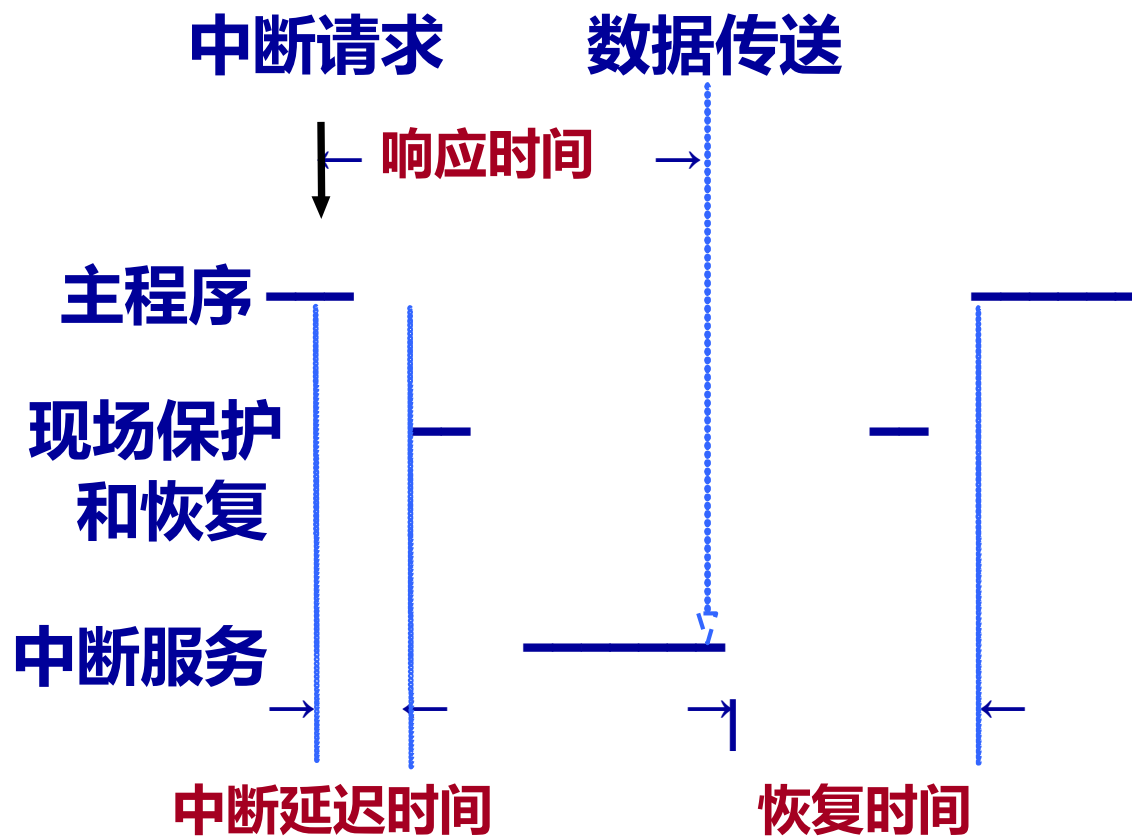 中断请求
数据传送
响应时间
主程序
现场保护
和恢复
中断服务
中断延迟时间
恢复时间